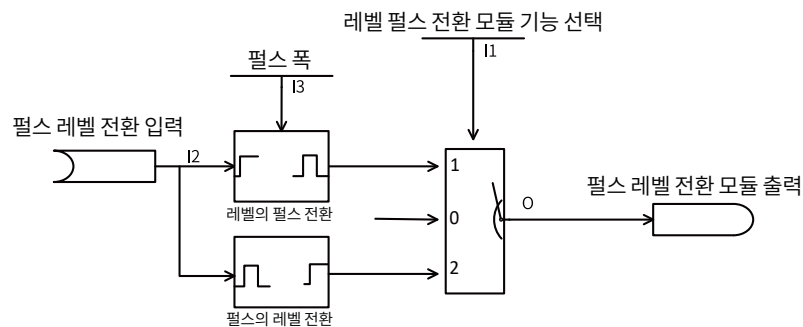 레벨 펄스 전환 모듈 기능 선택
I1
펄스 폭
I3
펄스 레벨 전환 입력
I2
1
레벨의 펄스 전환
펄스 레벨 전환 모듈 출력
0
O
2
펄스의 레벨 전환